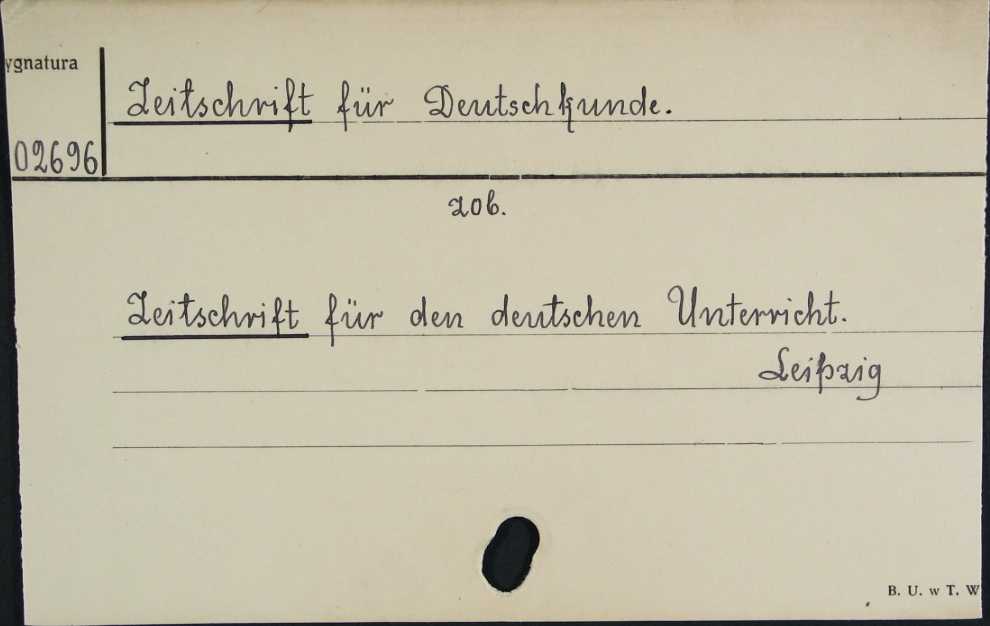 ygnatura
Zeitschrift für Deutschkunde.
02696
zob.
Zeitschrift für den deutschen Unterricht.
Leipzig
B. U. w T. W